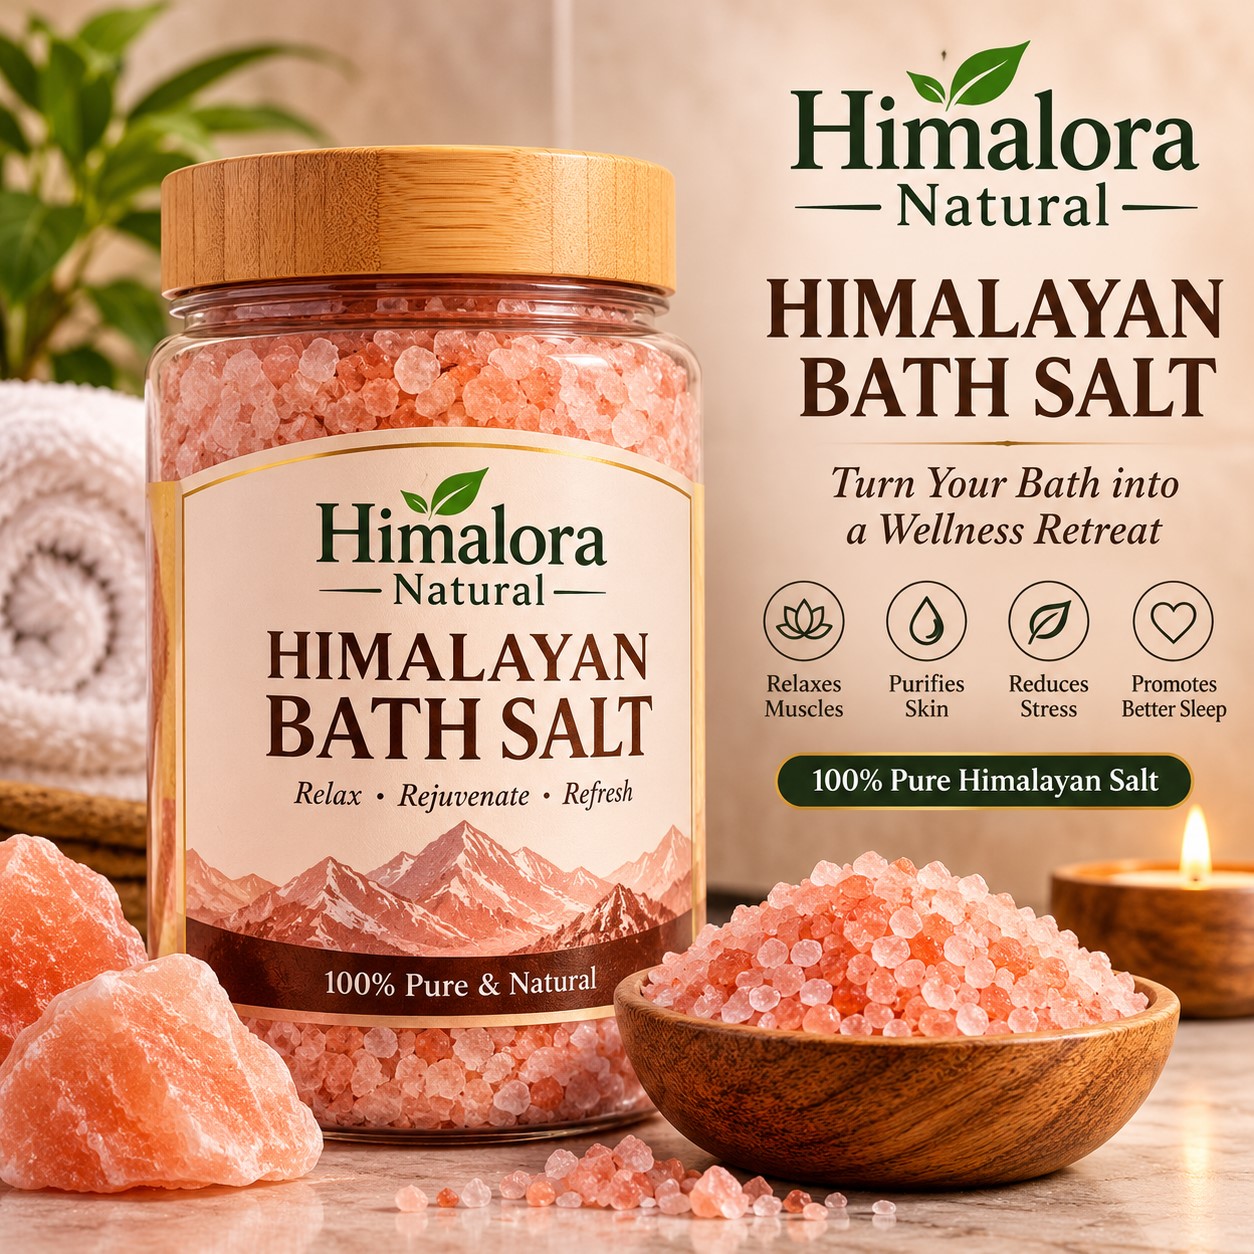 Himalora
Natural
HIMALAYAN
BATH SALT
Relax • Rejuvenate • Refresh
100% Pure & Natural
Himalora
Natural
HIMALAYAN
BATH SALT
Turn Your Bath into
a Wellness Retreat
Relaxes
Muscles
Purifies
Skin
Reduces
Stress
Promotes
Better Sleep
100% Pure Himalayan Salt